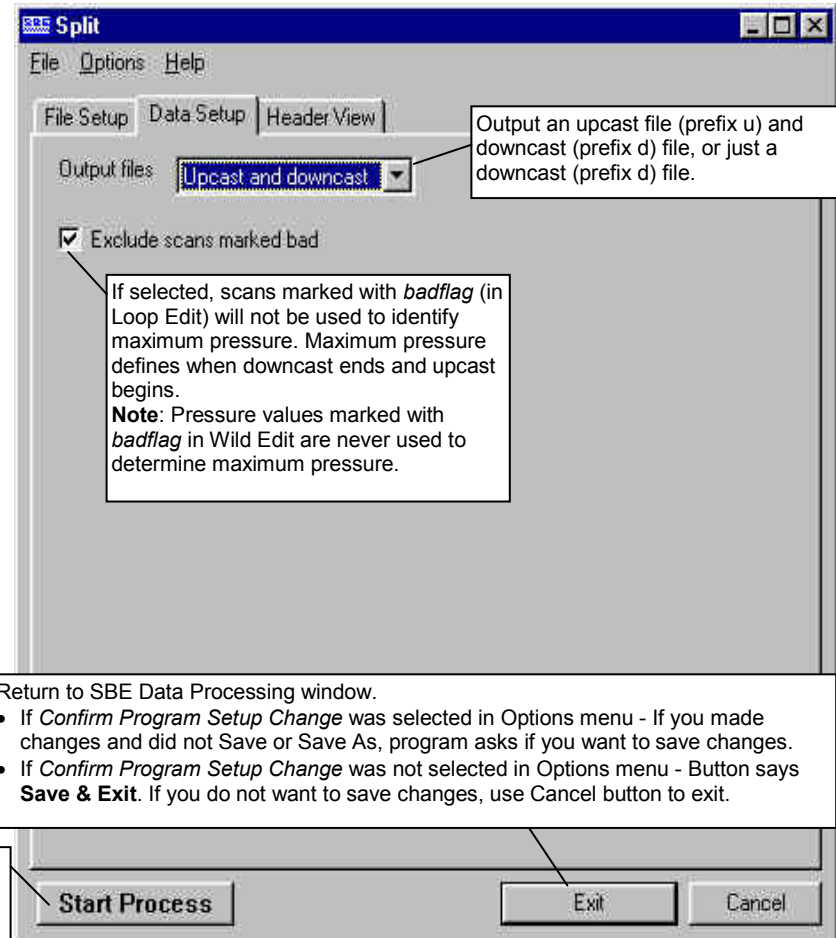 SBE Split
File Options Help
File Setup Data Setup Header View
Output an upcast file (prefix u) and
downcast (prefix d) file, or just a
downcast (prefix d) file.
Output files Upcast and downcast
Exclude scans marked bad
If selected, scans marked with badflag (in
Loop Edit) will not be used to identify
maximum pressure. Maximum pressure
defines when downcast ends and upcast
begins.
Note: Pressure values marked with
badflag in Wild Edit are never used to
determine maximum pressure.
Return to SBE Data Processing window.
• If Confirm Program Setup Change was selected in Options menu - If you made
changes and did not Save or Save As, program asks if you want to save changes.
• If Confirm Program Setup Change was not selected in Options menu - Button says
Save & Exit. If you do not want to save changes, use Cancel button to exit.
Start Process Exit Cancel